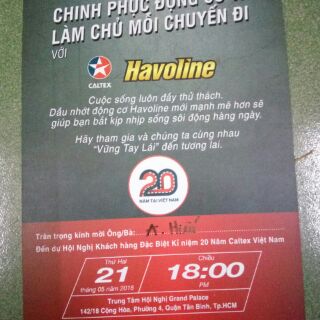 CHINH PHỤC ĐỘNG CƠ
LÀM CHỦ MỖI CHUYẾN ĐI
VỚI
CALTEX
Havoline
Cuộc sống luôn đầy thử thách.
Dầu nhớt động cơ Havoline mới mạnh mẽ hơn sẽ
giúp bạn bắt kịp nhịp sống sôi động hàng ngày.
Hãy tham gia và chúng ta cùng nhau
"Vững Tay Lái" đến tương lai.
20
NĂM TẠI VIỆT NAM
Trân trọng kính mời Ông/Bà: A.
Đến dự Hội Nghị Khách hàng Đặc Biệt Kỉ niệm 20 Năm Caltex Việt Nam
Thứ Hai
Chiều
21
18:00
tháng 05 năm 2018
PM
Trung Tâm Hội Nghị Grand Palace
142/18 Cộng Hòa, Phường 4, Quận Tân Bình, Tp.HCM